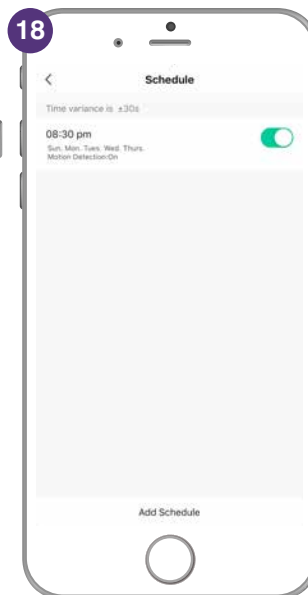 18
Schedule
Time variance is ±30s
08:30 pm
Sun. Mon. Tues. Wed. Thurs.
Motion Detection:On
Add Schedule